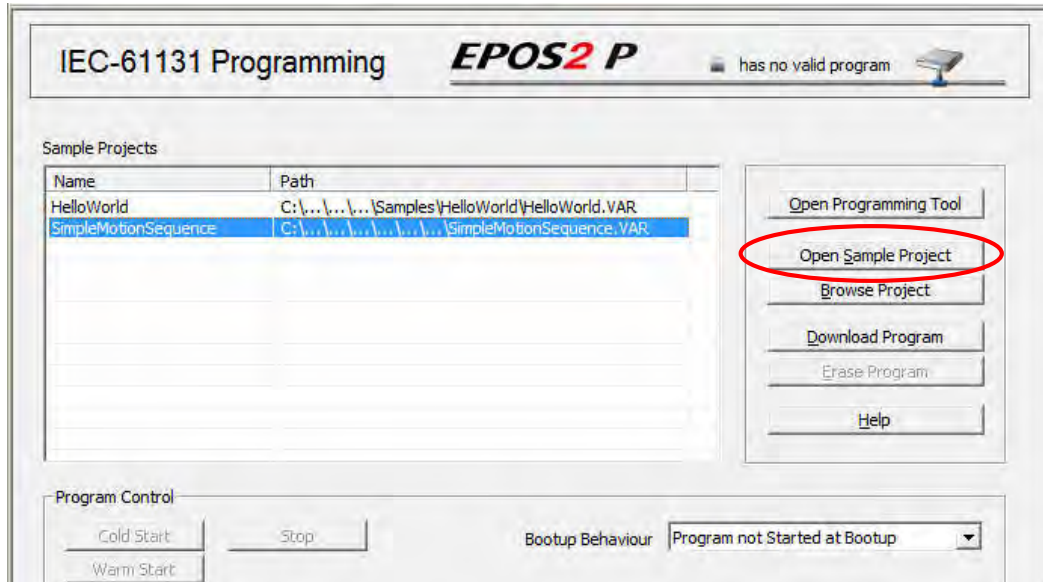 IEC-61131 Programming
EPOS2 P
has no valid program
Sample Projects
Name Path
HelloWorld C:\...\...\...\Samples\HelloWorld\HelloWorld.VAR
SimpleMotionSequence C:\...\...\...\...\...\SimpleMotionSequence.VAR
Open Programming Tool
Open Sample Project
Browse Project
Download Program
Erase Program
Help
Program Control
Cold Start Stop Bootup Behaviour Program not Started at Bootup
Warm Start